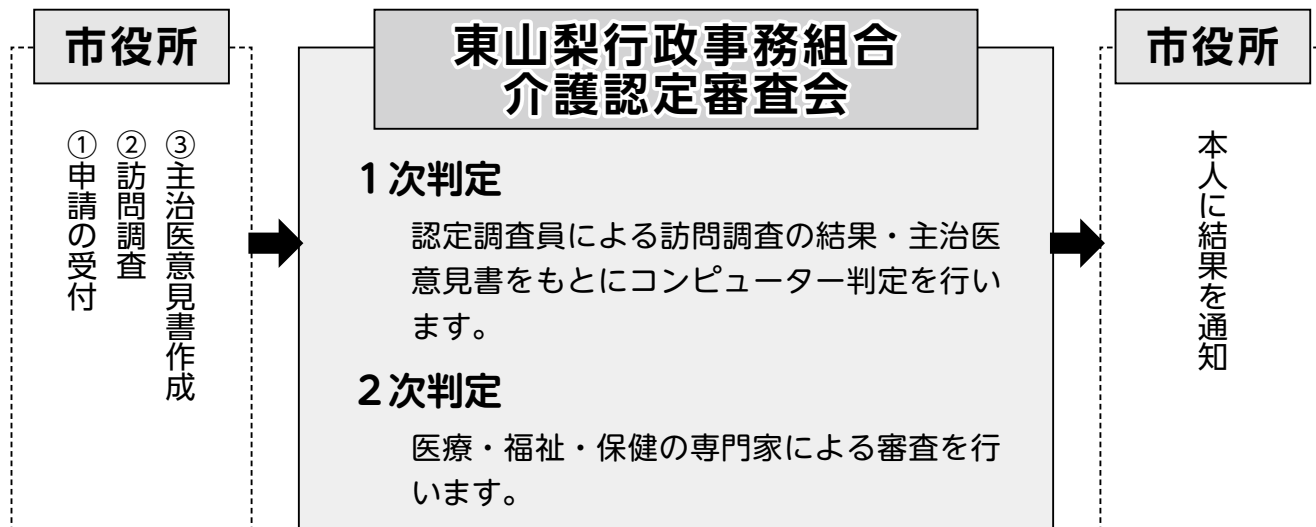 市役所
①申請の受付
②訪問調査
③主治医意見書作成
東山梨行政事務組合
介護認定審査会
1次判定
認定調査員による訪問調査の結果・主治医
意見書をもとにコンピューター判定を行い
ます。
2次判定
医療・福祉・保健の専門家による審査を行
います。
市役所
本人に結果を通知